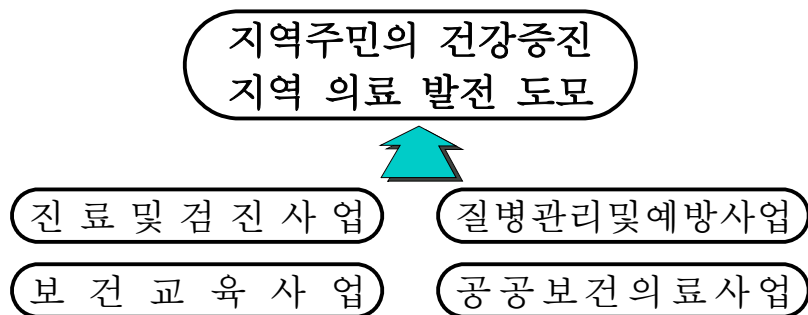 지역주민의 건강증진
지역 의료 발전 도모
진료및검진사업
질병관리및예방사업
보건교육사업
공공보건의료사업